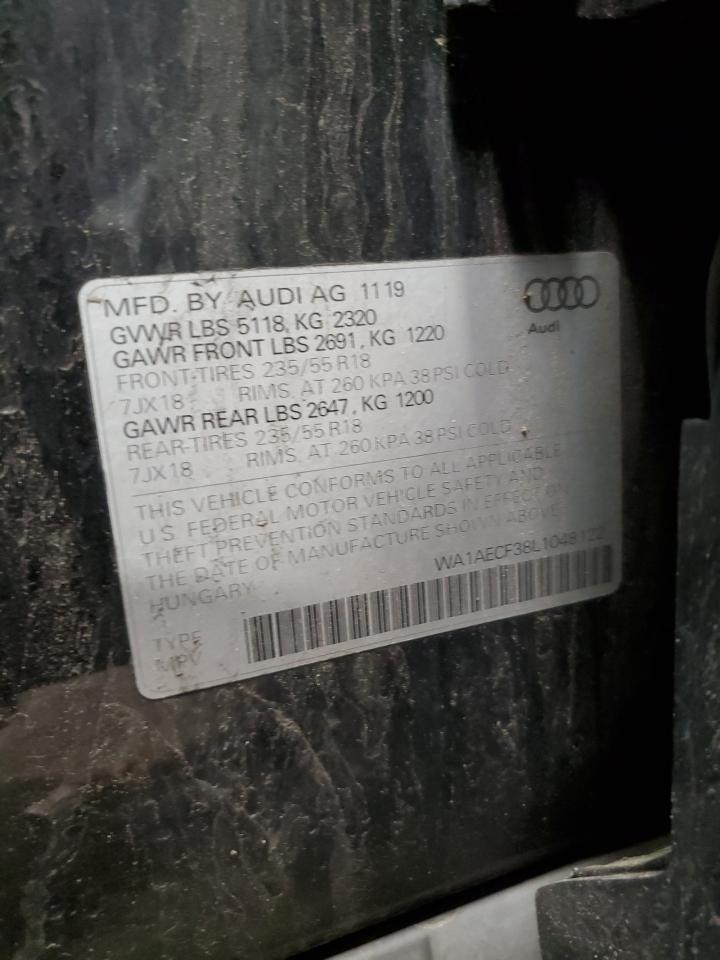 MFD. BY AUDI AG 11 19
Audi
GVWR LBS 5118, KG 2320
GAWR FRONT LBS 2691, KG 1220
FRONT-TIRES 235/55 R18
7JX18 RIMS, AT 260 KPA 38 PSI COLD
GAWR REAR LBS 2647, KG 1200
REAR-TIRES 235/55 R18
7JX18 RIMS, AT 260 KPA 38 PSI COLD
THIS VEHICLE CONFORMS TO ALL APPLICABLE
U.S. FEDERAL MOTOR VEHICLE SAFETY AND
THEFT PREVENTION STANDARDS IN EFFECT ON
THE DATE OF MANUFACTURE SHOWN ABOVE
HUNGARY
WA1AECF38L1048122
TYPE
MPV